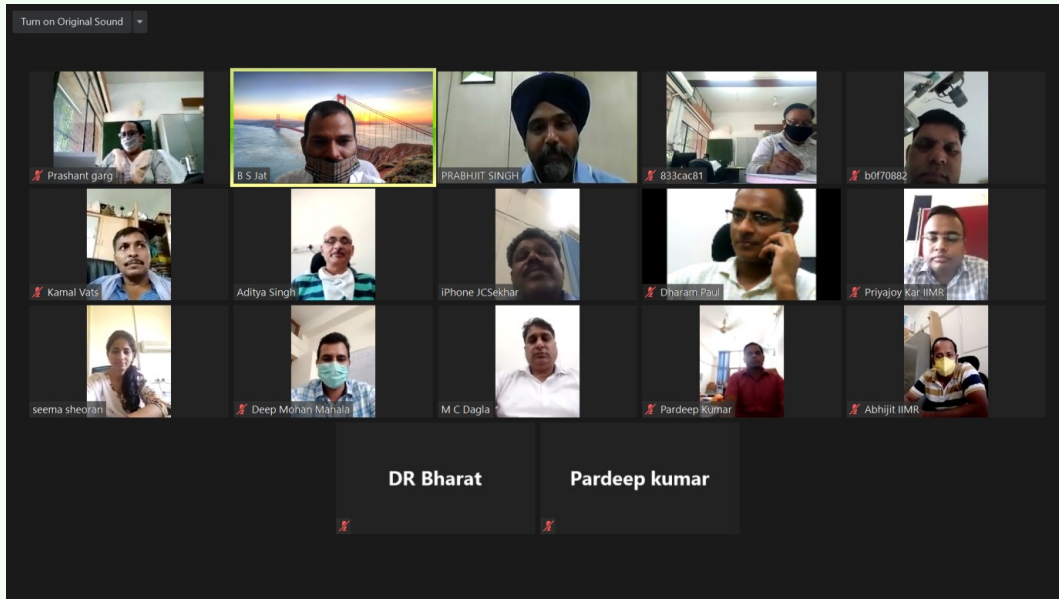 Turn on Original Sound
Prashant garg
B S Jat
PRABHJIT SINGH
833cac81
b0f70882
Kamal Vats
Aditya Singh
iPhone JCSekhar
Dharam Paul
Priyajoy Kar IIMR
seema sheoran
Deep Mohan Mahala
M C Dagla
Pardeep Kumar
Abhijit IIMR
DR Bharat
Pardeep kumar